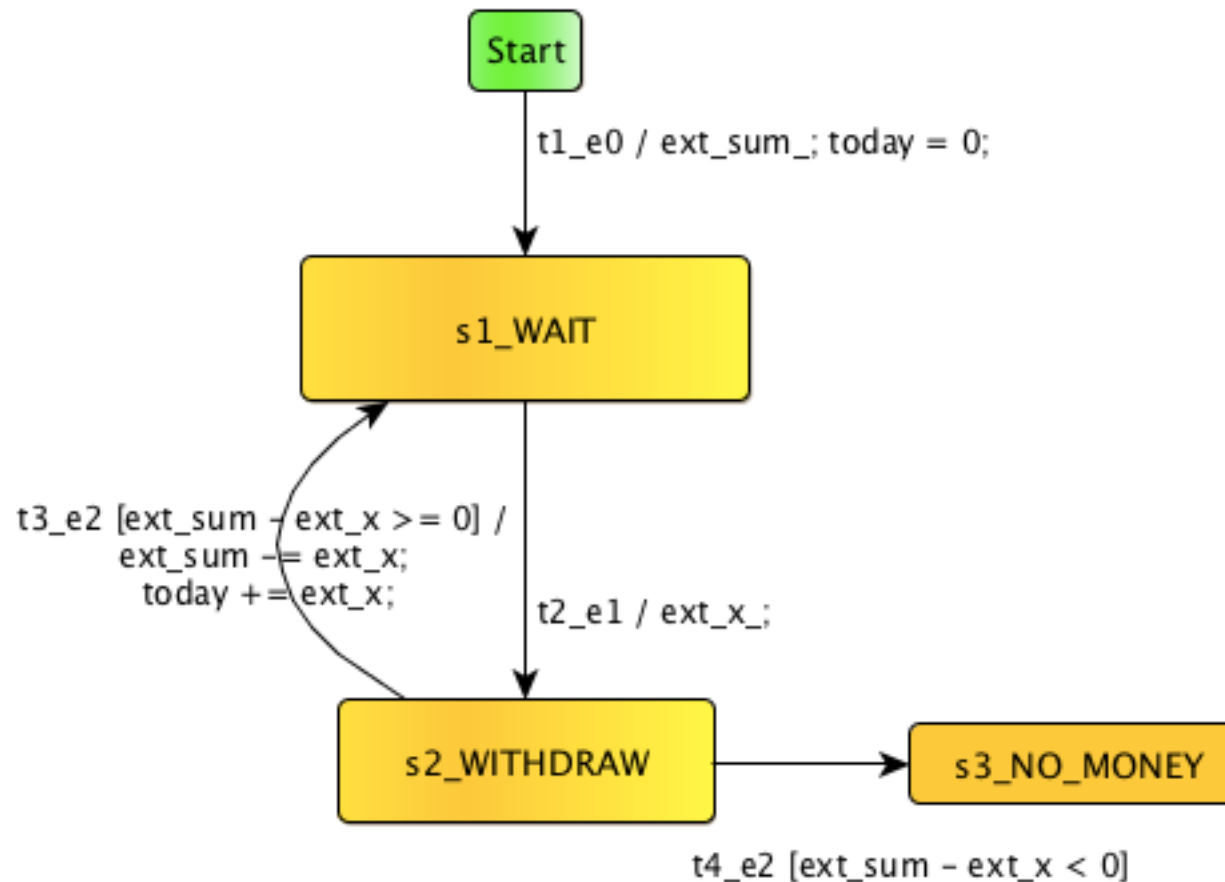 Start
t1_e0 / ext_sum_; today = 0;
s1_WAIT
t3_e2 [ext_sum - ext_x >= 0] /
ext_sum -= ext_x;
today += ext_x;
t2_e1 / ext_x_;
s2_WITHDRAW
s3_NO_MONEY
t4_e2 [ext_sum - ext_x < 0]